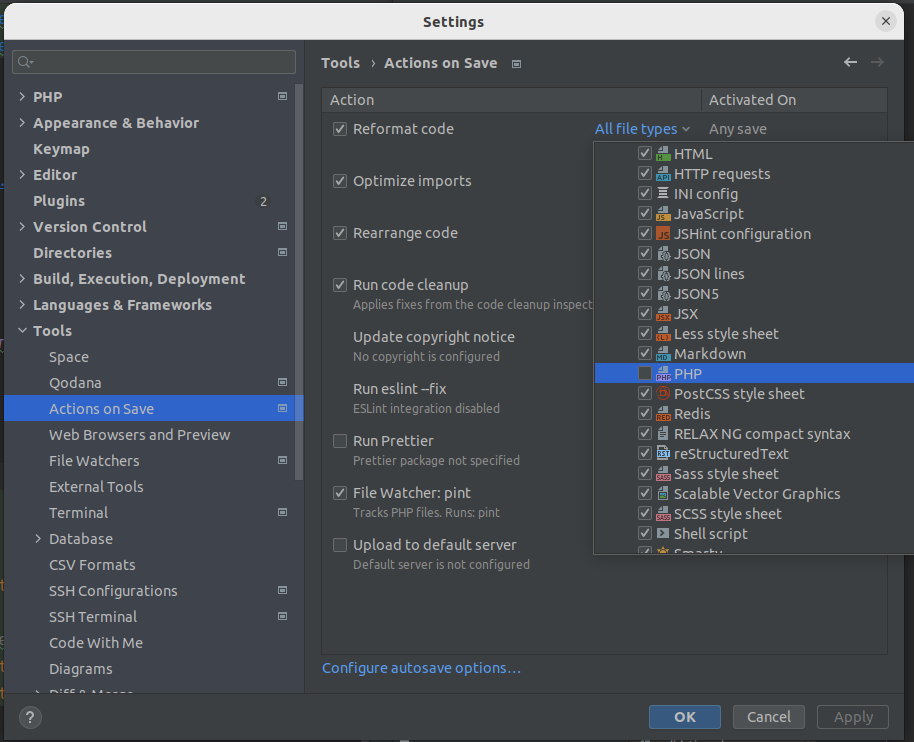 Settings
PHP
Appearance & Behavior
Keymap
Editor
Plugins 2
Version Control
Directories
Build, Execution, Deployment
Languages & Frameworks
Tools
Space
Qodana
Actions on Save
Web Browsers and Preview
File Watchers
External Tools
Terminal
Database
CSV Formats
SSH Configurations
SSH Terminal
Code With Me
Diagrams
Diff & Merge
Tools › Actions on Save
Action Activated On
Reformat code All file types Any save
Optimize imports
Rearrange code
Run code cleanup
Applies fixes from the code cleanup inspect
Update copyright notice
No copyright is configured
Run eslint --fix
ESLint integration disabled
Run Prettier
Prettier package not specified
File Watcher: pint
Tracks PHP files. Runs: pint
Upload to default server
Default server is not configured
HTML
HTTP requests
INI config
JavaScript
JSHint configuration
JSON
JSON lines
JSON5
JSX
Less style sheet
Markdown
PHP
PostCSS style sheet
Redis
RELAX NG compact syntax
reStructuredText
Sass style sheet
Scalable Vector Graphics
SCSS style sheet
Shell script
Smarty
Configure autosave options...
? OK Cancel Apply